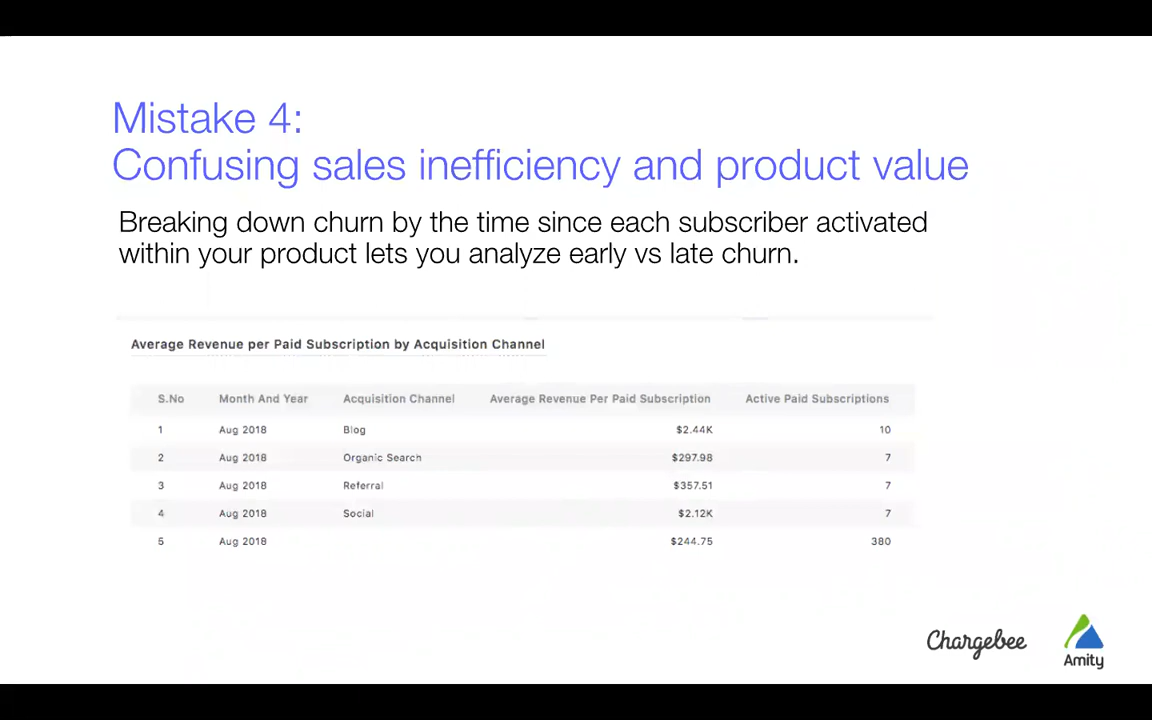 Mistake 4:
Confusing sales inefficiency and product value
Breaking down churn by the time since each subscriber activated
within your product lets you analyze early vs late churn.
Average Revenue per Paid Subscription by Acquisition Channel
S.No Month And Year Acquisition Channel Average Revenue Per Paid Subscription Active Paid Subscriptions
1 Aug 2018 Blog $2.44K 10
2 Aug 2018 Organic Search $297.98 7
3 Aug 2018 Referral $357.51 7
4 Aug 2018 Social $2.12K 7
5 Aug 2018 $244.75 380
Chargebee
Amity